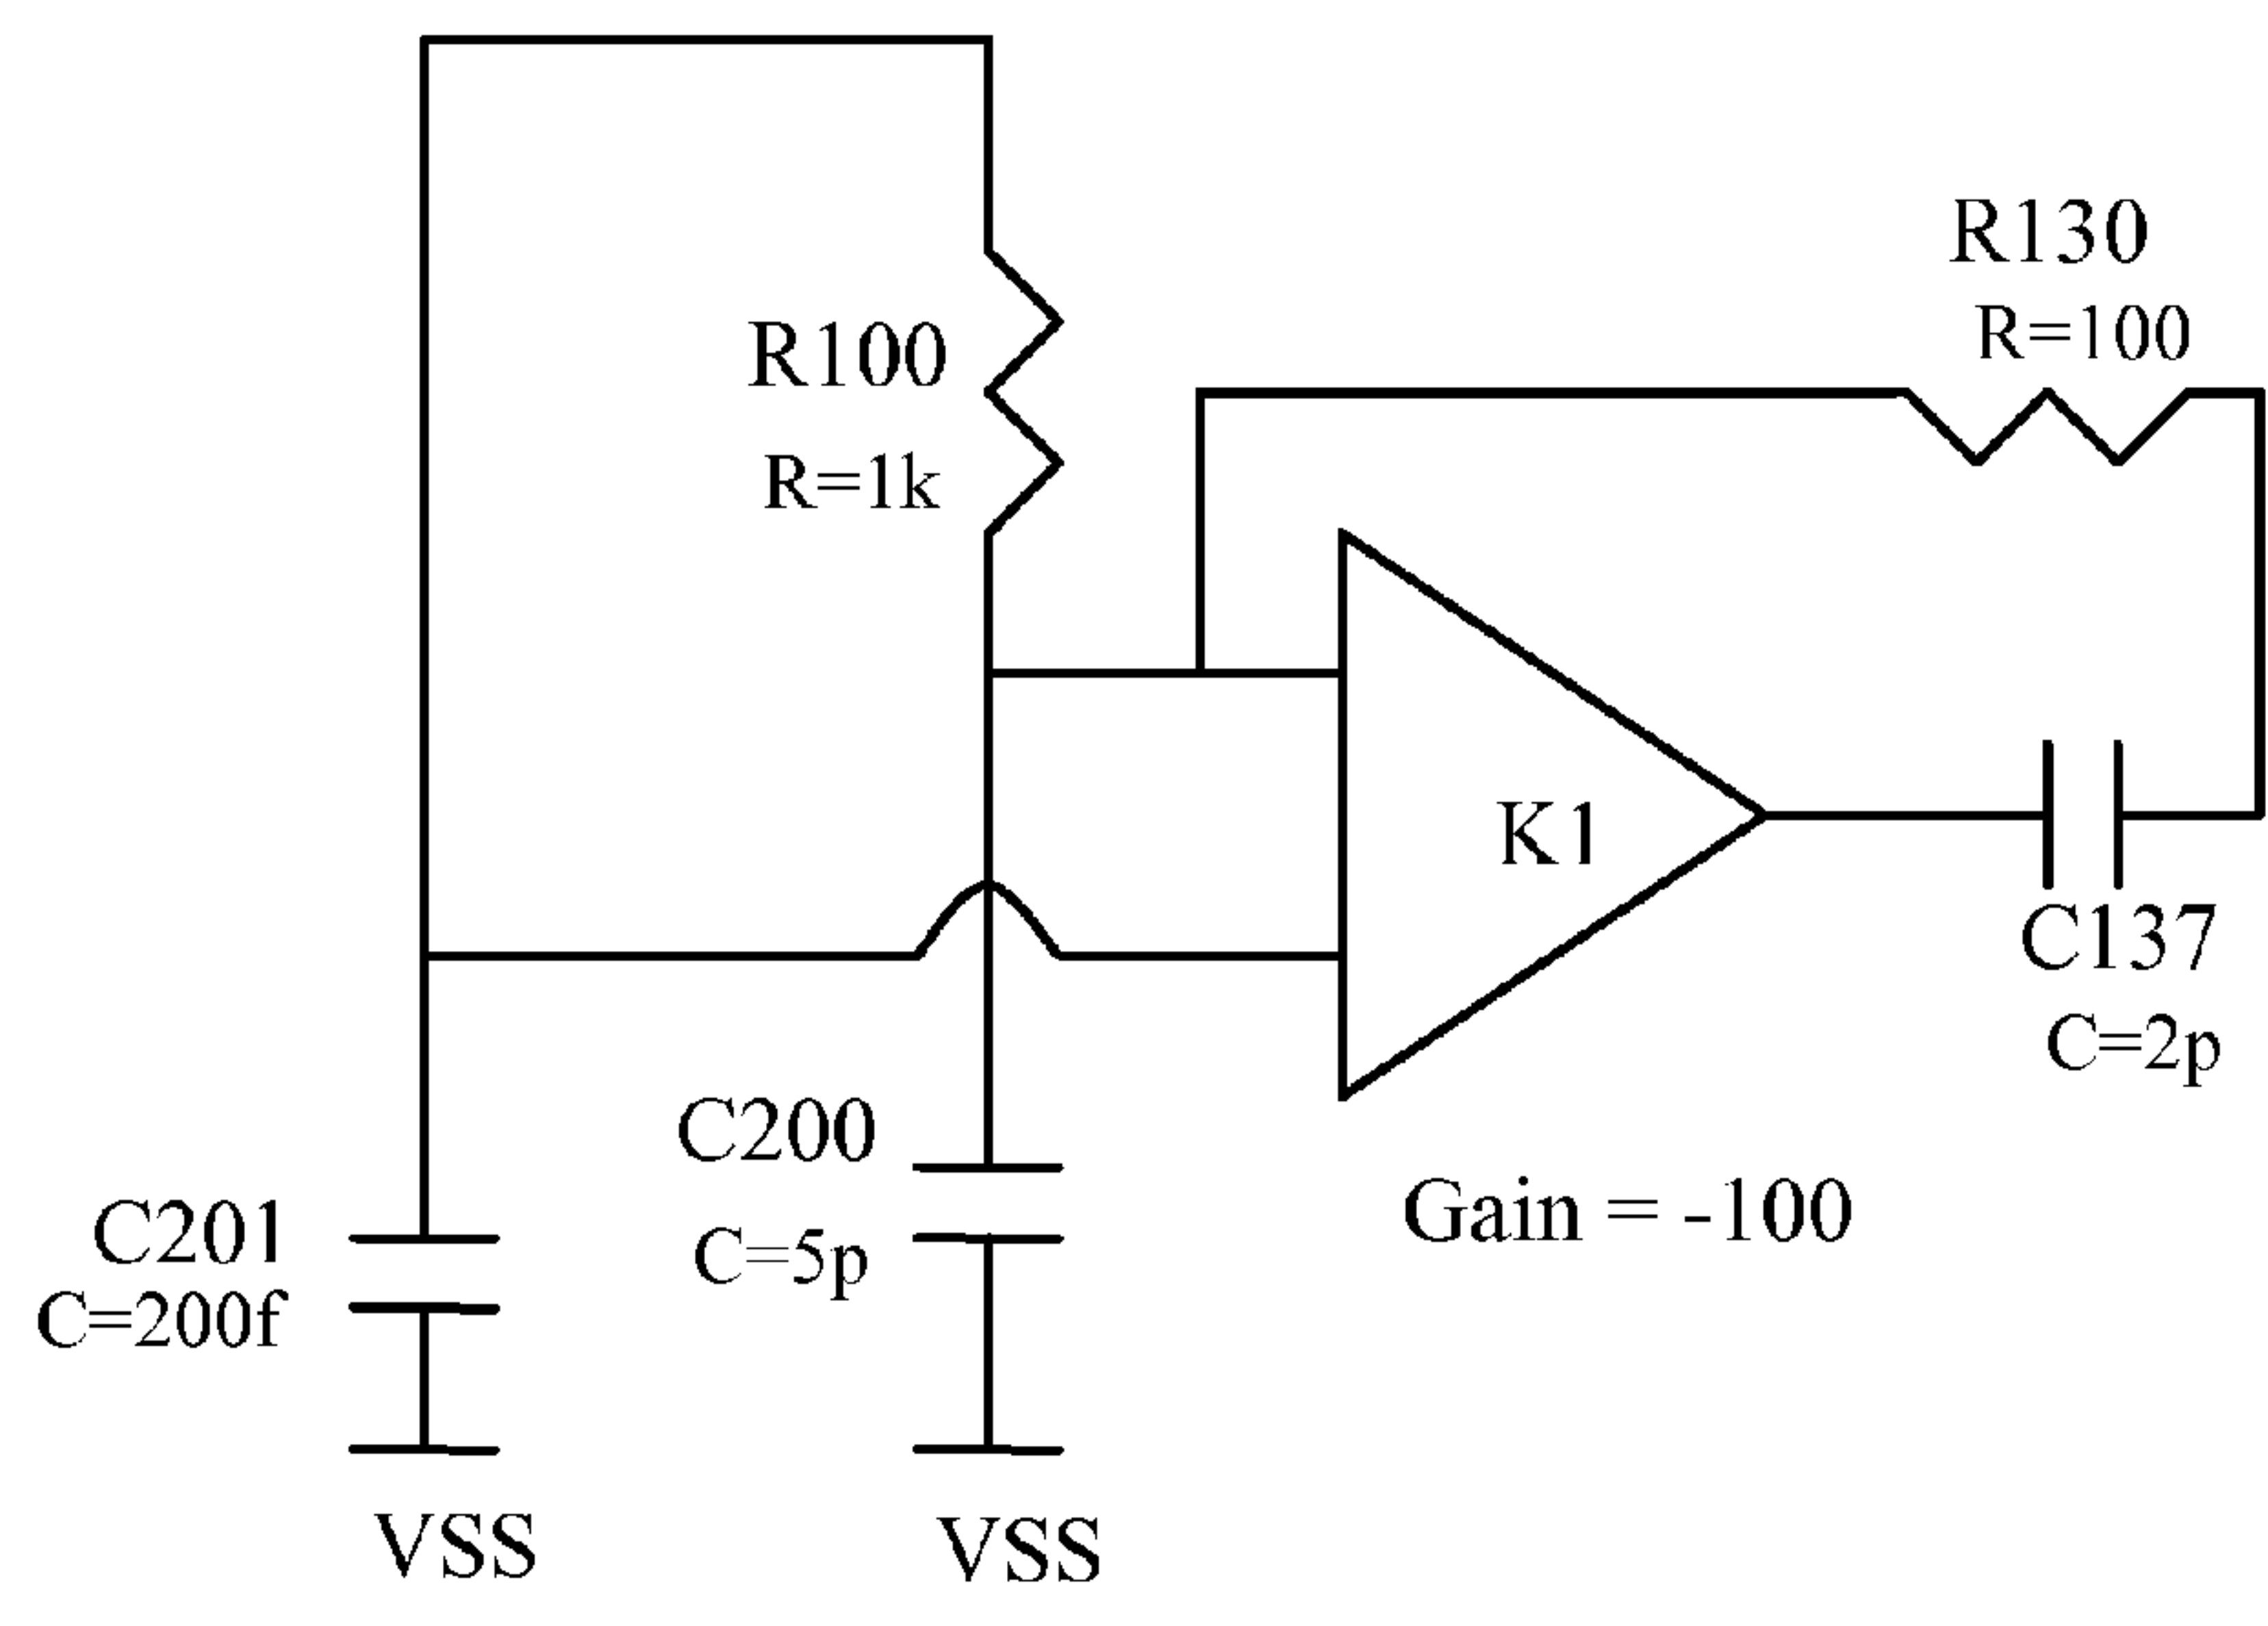 R130
R=100
R100
R=1k
K1
C137
C=2p
C200
C=5p
Gain = -100
C201
C=200f
VSS
VSS